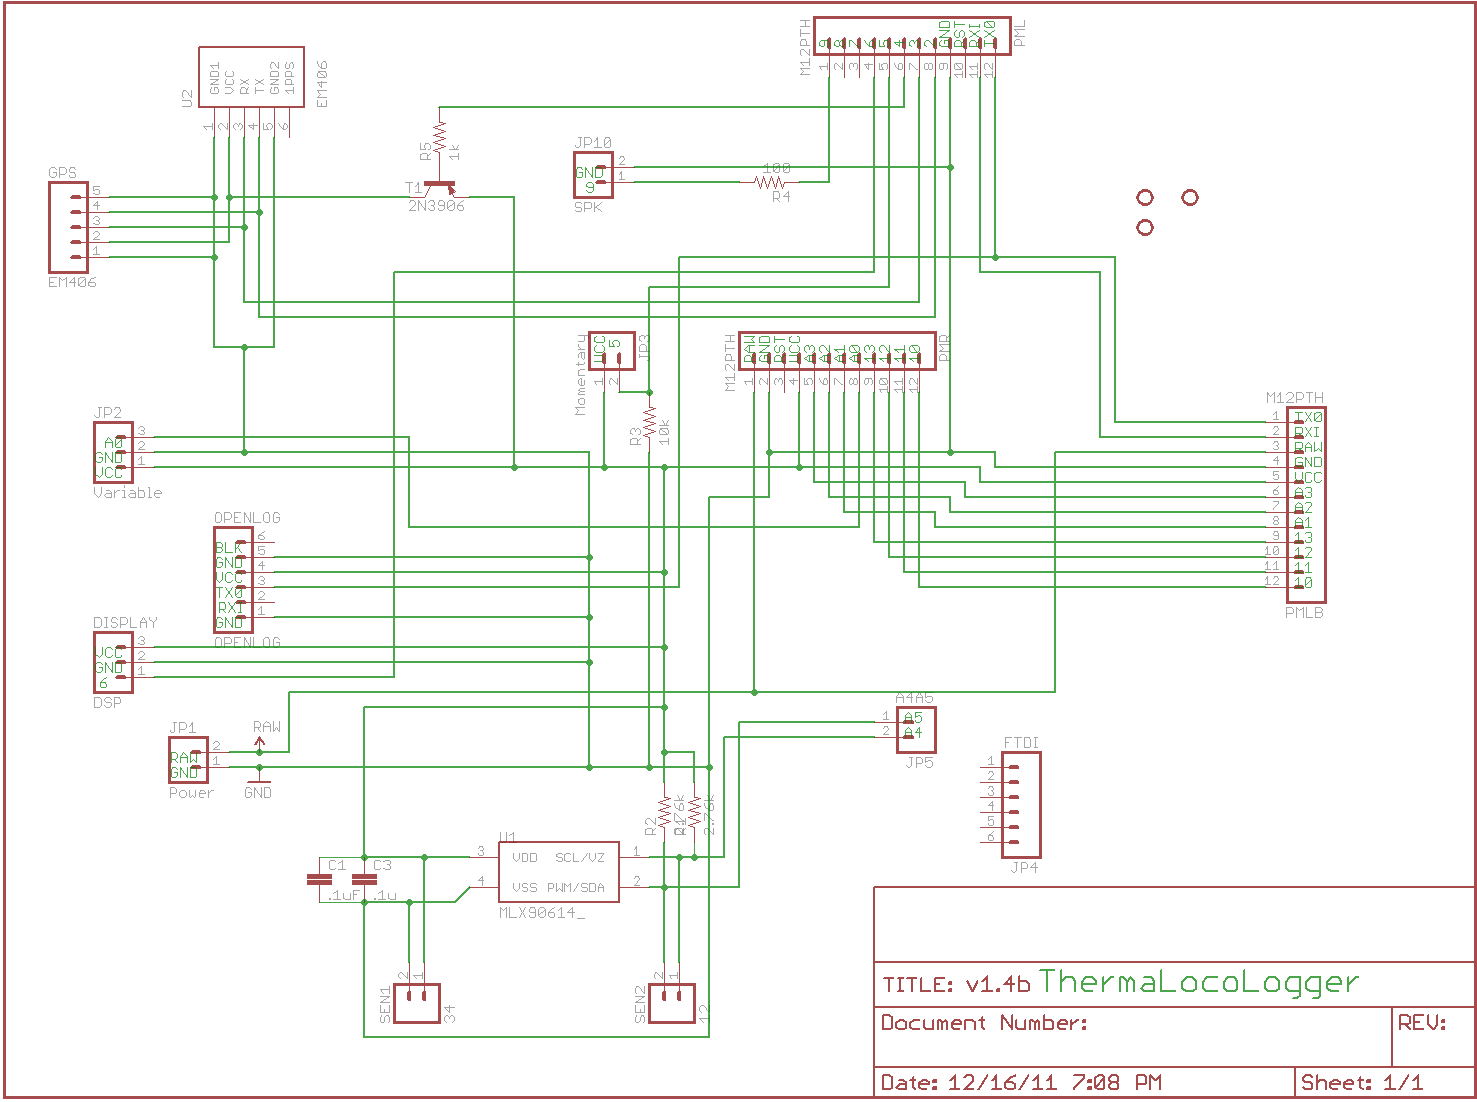 M12PTH
9 8 7 6 5 4 3 2 GND RST RXI TX0
PML
1 2 3 4 5 6 7 8 9 10 11 12
U2
GND1 VCC RX TX GND2 1PPS
EM406
1 2 3 4 5 6
R5
1k
JP10
GND 2
9 1
SPK
100
R4
GPS
5
4
3
2
1
EM406
T1
2N3906
Momentary
VCC 5
JP3
1 2
M12PTH
RAW GND RST VCC A3 A2 A1 A0 13 12 11 10
PMR
1 2 3 4 5 6 7 8 9 10 11 12
R3
10k
M12PTH
1 TX0
2 RXI
3 RAW
4 GND
5 VCC
6 A3
7 A2
8 A1
9 13
10 12
11 11
12 10
PMLB
JP2
A0 3
GND 2
VCC 1
Variable
OPENLOG
BLK 6
GND 5
VCC 4
TX0 3
RXI 2
GND 1
OPENLOG
DISPLAY
VCC 3
GND 2
6 1
DSP
JP1
RAW 2
GND 1
Power
RAW
GND
A4A5
1 A5
2 A4
JP5
FTDI
1
2
3
4
5
6
JP4
R2
2.76k
R1
2.76k
U1
3 VDD SCL/VZ 1
4 VSS PWM/SDA 2
MLX90614_
C1
.1uF
C3
.1u
2 1
SEN1
34
2 1
SEN2
12
TITLE: v1.4b ThermaLocoLogger
Document Number:
REV:
Date: 12/16/11 7:08 PM
Sheet: 1/1